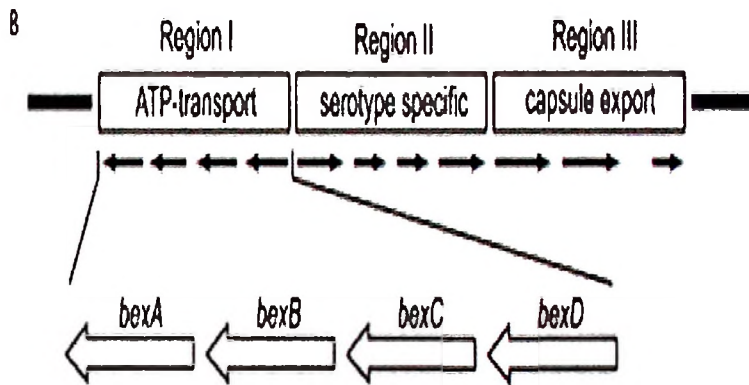 B
Region I Region II Region III
ATP-transport serotype specific capsule export
bexA bexB bexC bexD